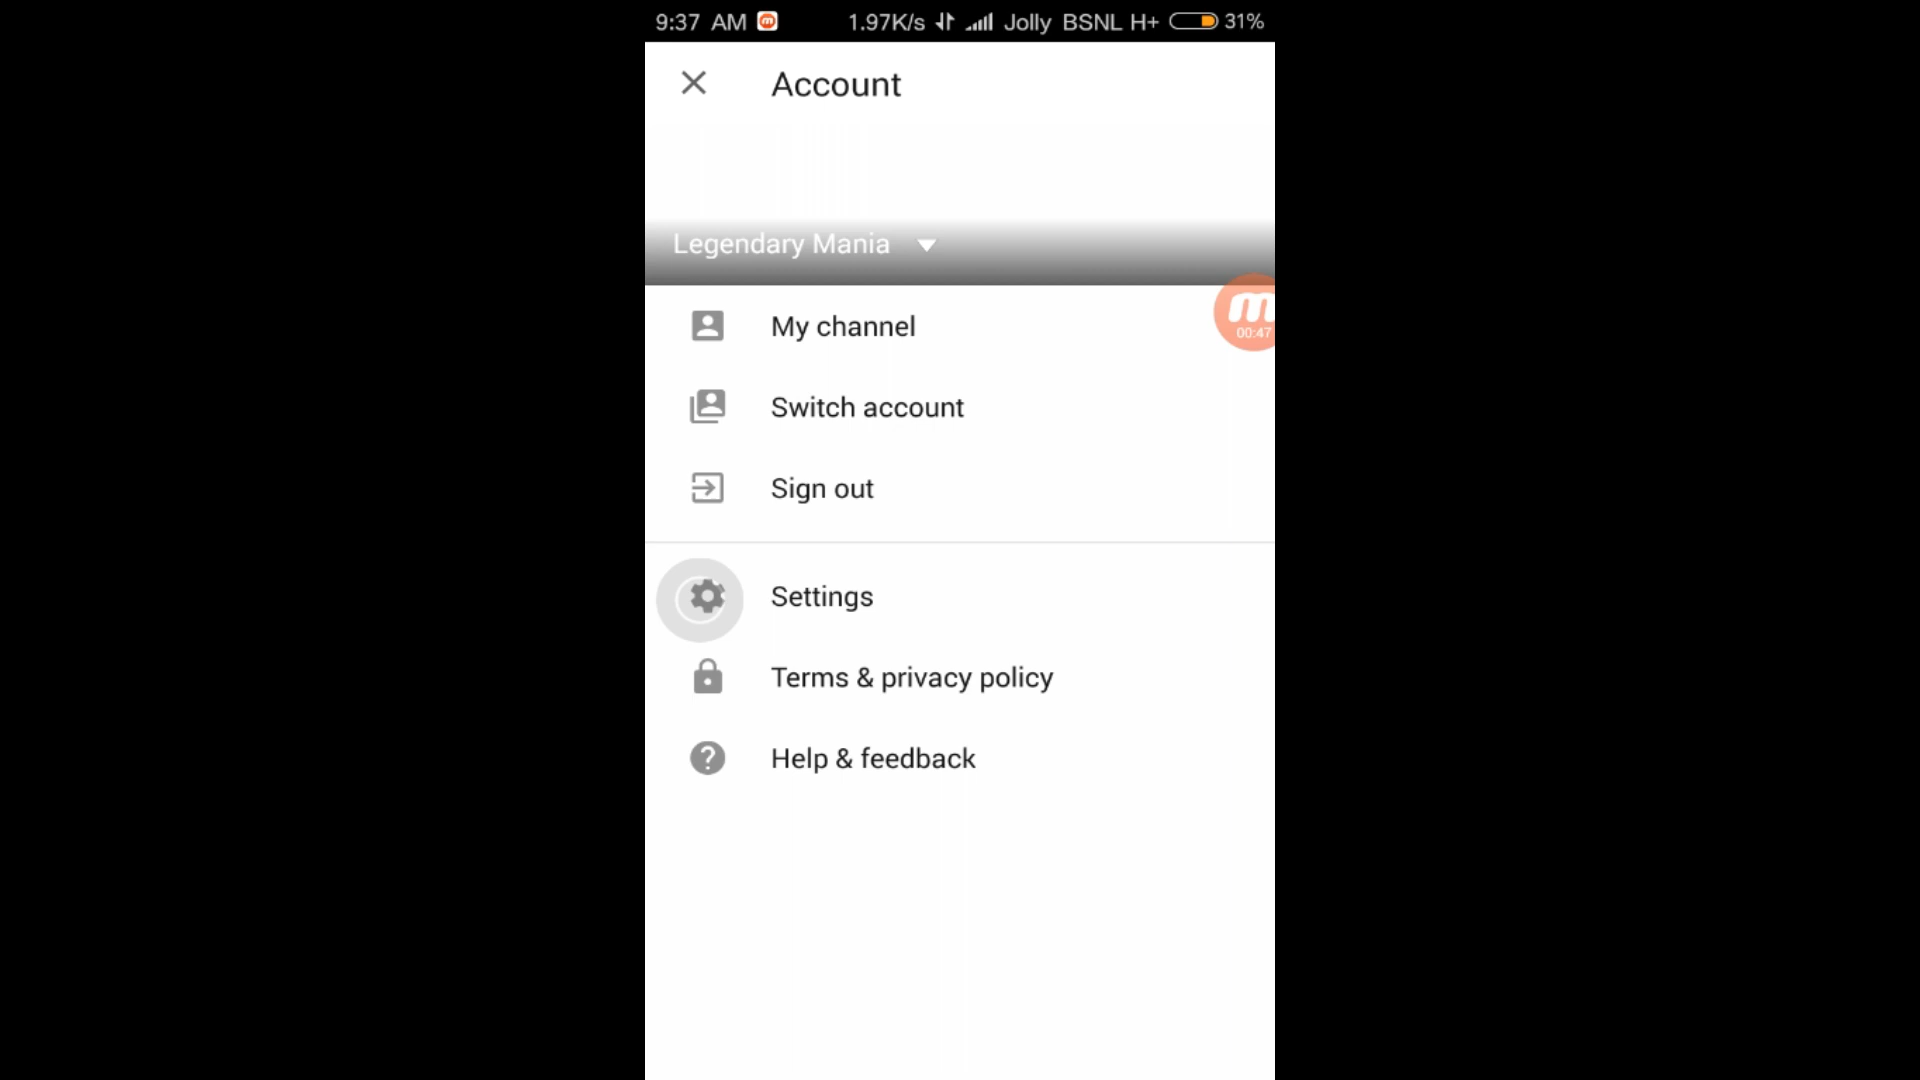 9:37 AM 1.97K/s Jolly BSNL H+ 31%
Account
Legendary Mania
My channel
00:47
Switch account
Sign out
Settings
Terms & privacy policy
Help & feedback